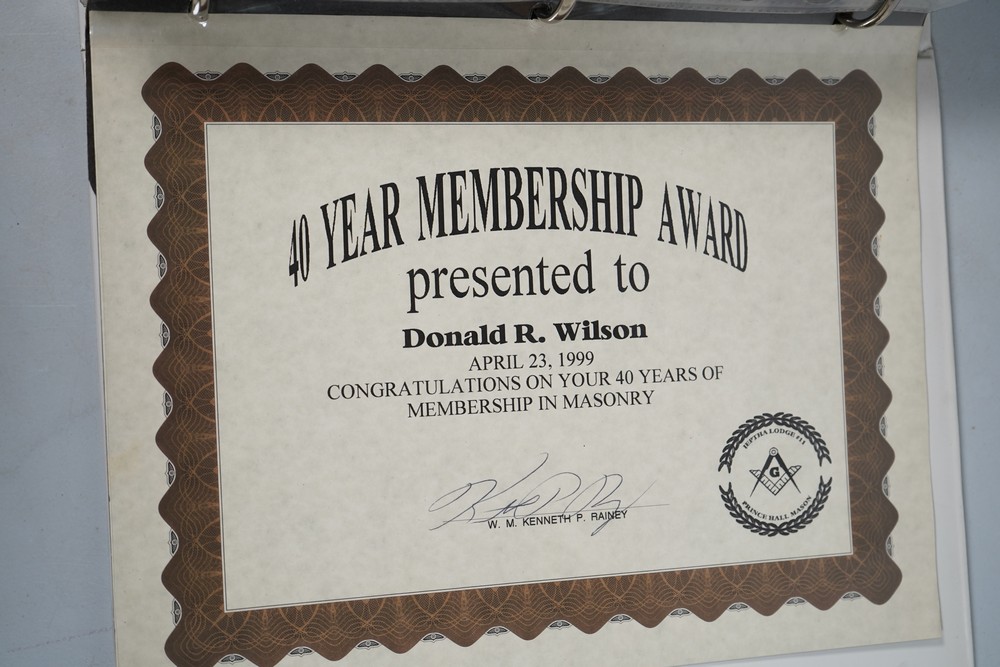 40 YEAR MEMBERSHIP AWARD
presented to
Donald R. Wilson
APRIL 23, 1999
CONGRATULATIONS ON YOUR 40 YEARS OF
MEMBERSHIP IN MASONRY
JEPTHA LODGE #11
G
PRINCE HALL MASON
W. M. KENNETH P. RAINEY